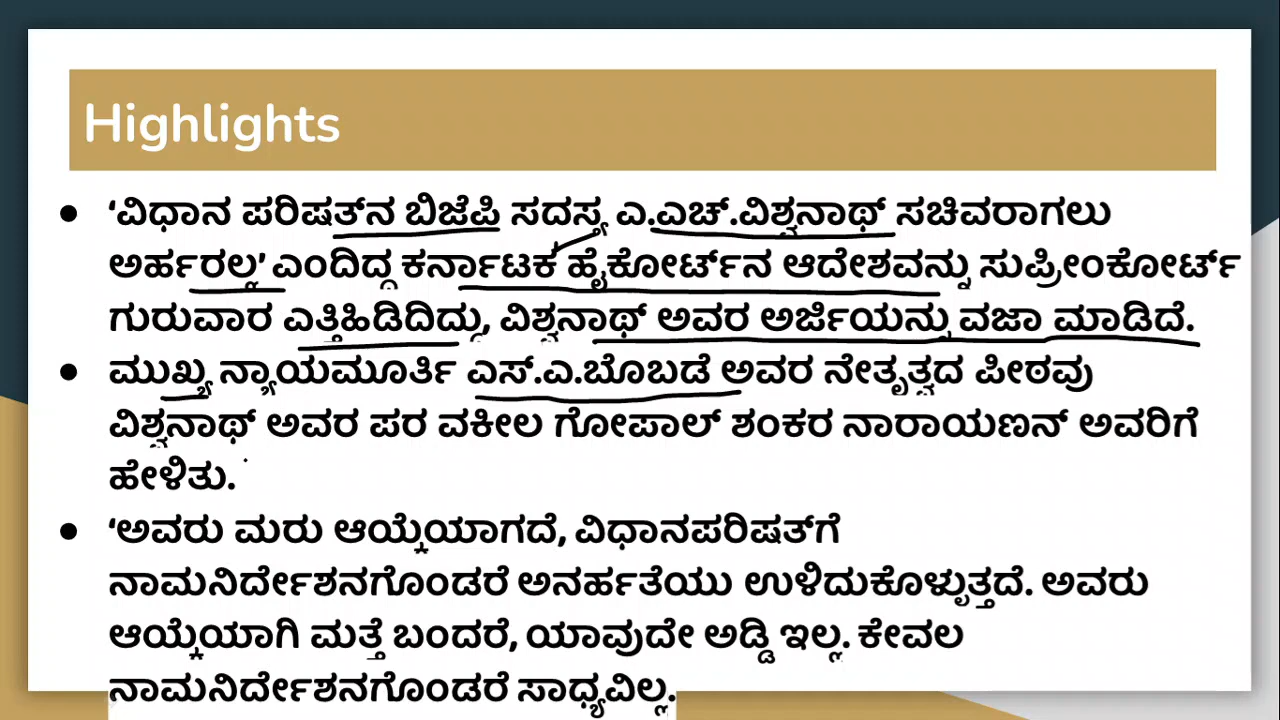 Highlights
● ‘ವಿಧಾನ ಪರಿಷತ್‌ನ ಬಿಜೆಪಿ ಸದಸ್ಯ ಎ.ಎಚ್‌.ವಿಶ್ವನಾಥ್‌ ಸಚಿವರಾಗಲು
ಅರ್ಹರಲ್ಲ’ ಎಂದಿದ್ದ ಕರ್ನಾಟಕ ಹೈಕೋರ್ಟ್‌ನ ಆದೇಶವನ್ನು ಸುಪ್ರೀಂಕೋರ್ಟ್‌
ಗುರುವಾರ ಎತ್ತಿಹಿಡಿದಿದ್ದು, ವಿಶ್ವನಾಥ್‌ ಅವರ ಅರ್ಜಿಯನ್ನು ವಜಾ ಮಾಡಿದೆ.
● ಮುಖ್ಯ ನ್ಯಾಯಮೂರ್ತಿ ಎಸ್‌.ಎ.ಬೊಬಡೆ ಅವರ ನೇತೃತ್ವದ ಪೀಠವು
ವಿಶ್ವನಾಥ್‌ ಅವರ ಪರ ವಕೀಲ ಗೋಪಾಲ್‌ ಶಂಕರ ನಾರಾಯಣನ್‌ ಅವರಿಗೆ
ಹೇಳಿತು.
● ‘ಅವರು ಮರು ಆಯ್ಕೆಯಾಗದೆ, ವಿಧಾನಪರಿಷತ್‌ಗೆ
ನಾಮನಿರ್ದೇಶನಗೊಂಡರೆ ಅನರ್ಹತೆಯು ಉಳಿದುಕೊಳ್ಳುತ್ತದೆ. ಅವರು
ಆಯ್ಕೆಯಾಗಿ ಮತ್ತೆ ಬಂದರೆ, ಯಾವುದೇ ಅಡ್ಡಿ ಇಲ್ಲ. ಕೇವಲ
ನಾಮನಿರ್ದೇಶನಗೊಂಡರೆ ಸಾಧ್ಯವಿಲ್ಲ.